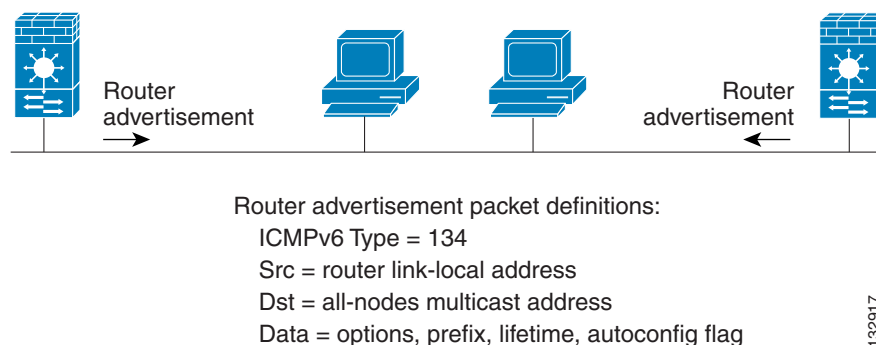 Router
advertisement
Router
advertisement
Router advertisement packet definitions:
ICMPv6 Type = 134
Src = router link-local address
Dst = all-nodes multicast address
Data = options, prefix, lifetime, autoconfig flag
132917